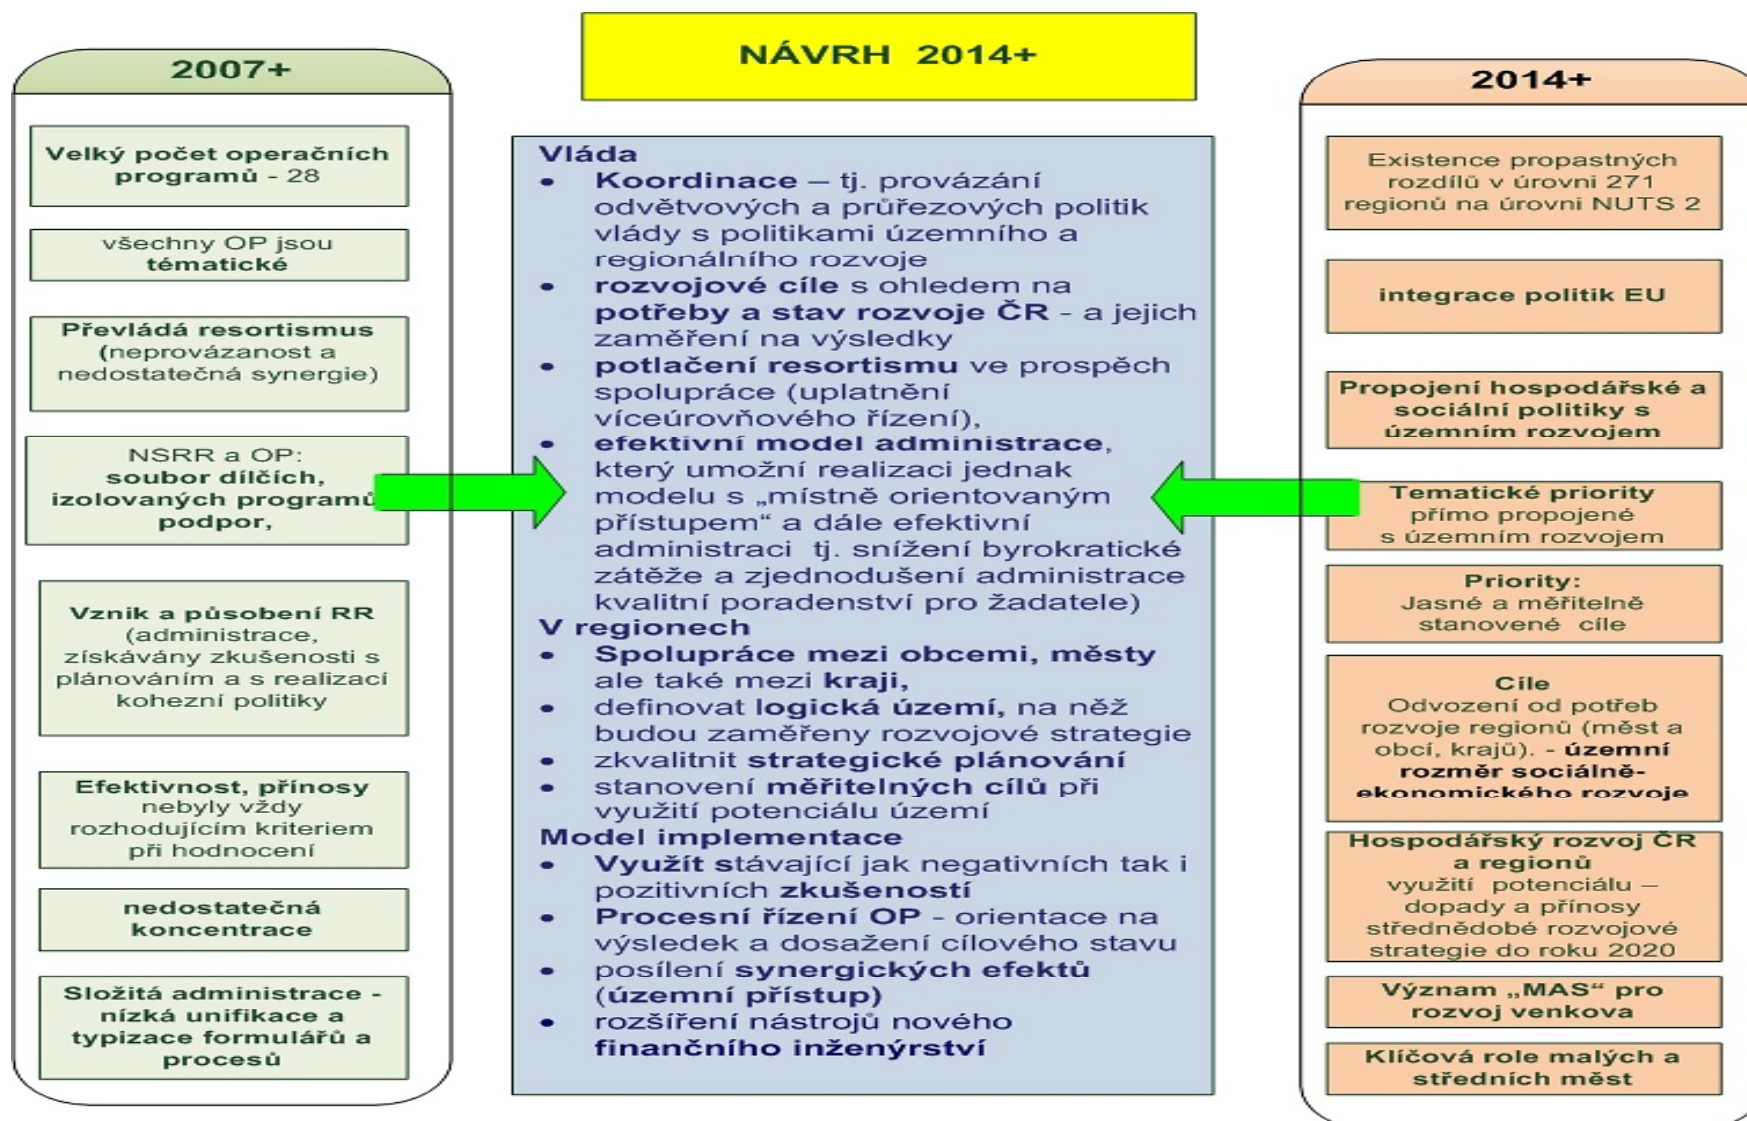 2007+
Velký počet operačních
programů - 28
všechny OP jsou
tématické
Převládá resortismus
(neprovázanost a
nedostatečná synergie)
NSRR a OP:
soubor dílčích,
izolovaných programů
podpor,
Vznik a působení RR
(administrace,
získávány zkušenosti s
plánováním a s realizací
kohezní politiky
Efektivnost, přínosy
nebyly vždy
rozhodujícím kriteriem
při hodnocení
nedostatečná
koncentrace
Složitá administrace -
nízká unifikace a
typizace formulářů a
procesů
NÁVRH 2014+
Vláda
• Koordinace – tj. provázání
odvětvových a průřezových politik
vlády s politikami územního a
regionálního rozvoje
• rozvojové cíle s ohledem na
potřeby a stav rozvoje ČR - a jejich
zaměření na výsledky
• potlačení resortismu ve prospěch
spolupráce (uplatnění
víceúrovňového řízení),
• efektivní model administrace,
který umožní realizaci jednak
modelu s „místně orientovaným
přístupem“ a dále efektivní
administraci tj. snížení byrokratické
zátěže a zjednodušení administrace
kvalitní poradenství pro žadatele)
V regionech
• Spolupráce mezi obcemi, městy
ale také mezi kraji,
• definovat logická území, na něž
budou zaměřeny rozvojové strategie
• zkvalitnit strategické plánování
• stanovení měřitelných cílů při
využití potenciálu území
Model implementace
• Využít stávající jak negativních tak i
pozitivních zkušeností
• Procesní řízení OP - orientace na
výsledek a dosažení cílového stavu
• posílení synergických efektů
(územní přístup)
• rozšíření nástrojů nového
finančního inženýrství
2014+
Existence propastných
rozdílů v úrovni 271
regionů na úrovni NUTS 2
integrace politik EU
Propojení hospodářské a
sociální politiky s
územním rozvojem
Tematické priority
přímo propojené
s územním rozvojem
Priority:
Jasné a měřitelně
stanovené cíle
Cíle
Odvození od potřeb
rozvoje regionů (měst a
obcí, krajů). - územní
rozměr sociálně-
ekonomického rozvoje
Hospodářský rozvoj ČR
a regionů
využití potenciálu –
dopady a přínosy
střednědobé rozvojové
strategie do roku 2020
Význam „MAS“ pro
rozvoj venkova
Klíčová role malých a
středních měst